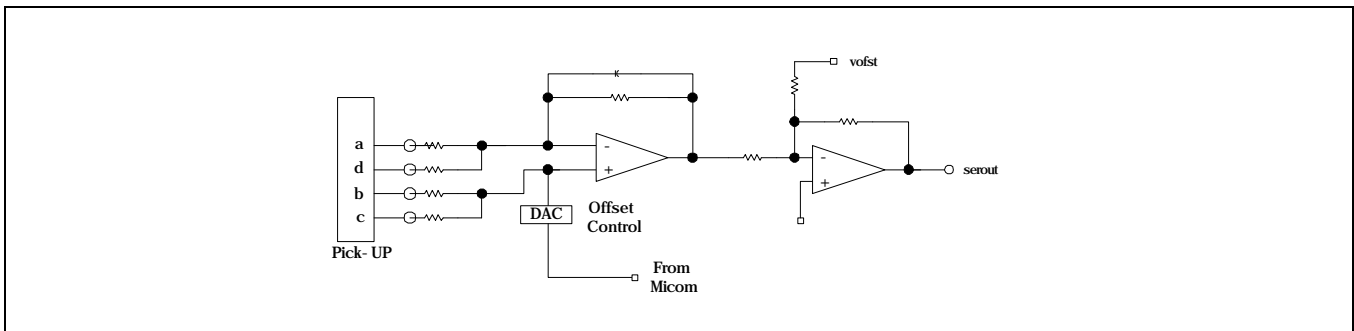 vofst
a
d
b
c
Pick- UP
-
+
DAC
Offset
Control
From
Micom
-
+
serout